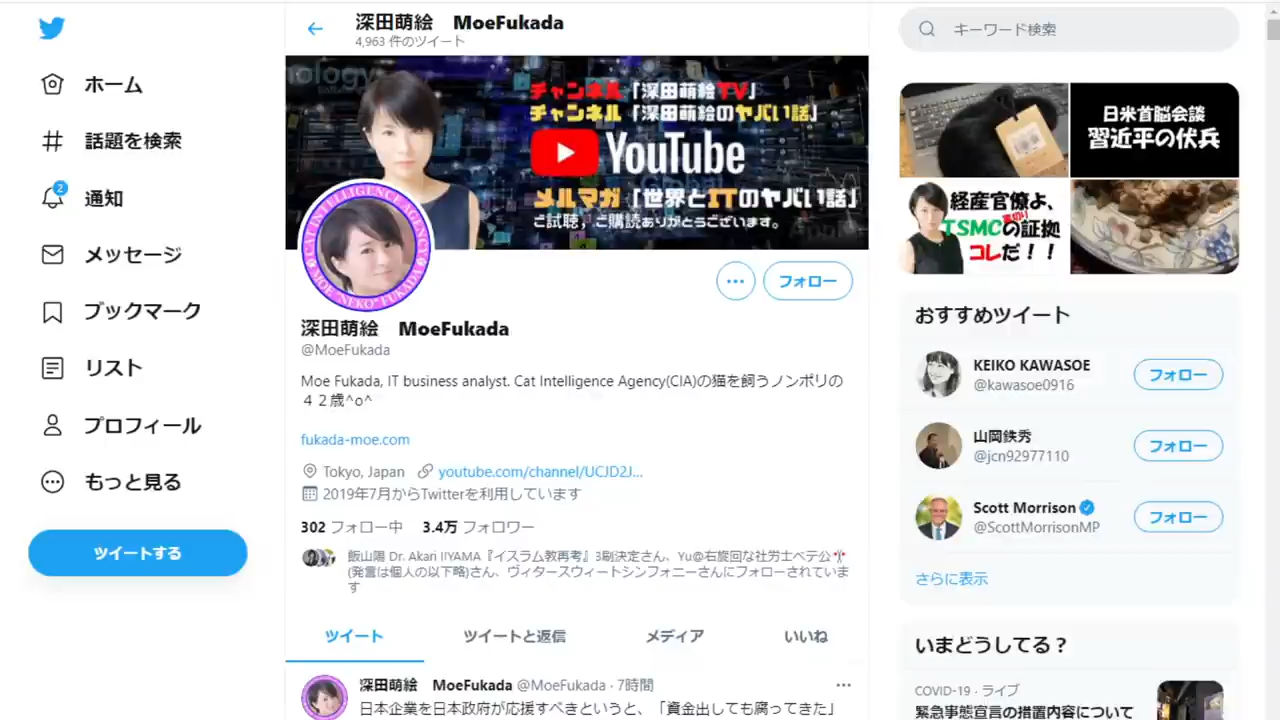 深田萌絵　MoeFukada
4,963 件のツイート
キーワード検索
ホーム
話題を検索
2
通知
メッセージ
ブックマーク
リスト
プロフィール
もっと見る
ツイートする
nology
チャンネル「深田萌絵TV」
チャンネル「深田萌絵のヤバい話」
YouTube
メルマガ「世界とITのヤバい話」
ご試聴，ご購読ありがとうございます。
CAT INTELLIGENCE AGENCY
MOE "NEKO" FUKADA
フォロー
深田萌絵　MoeFukada
@MoeFukada
Moe Fukada, IT business analyst. Cat Intelligence Agency(CIA)の猫を飼うノンポリの
４２歳^o^
fukada-moe.com
Tokyo, Japan youtube.com/channel/UCJD2J...
2019年7月からTwitterを利用しています
302 フォロー中 3.4万 フォロワー
飯山陽 Dr. Akari IIYAMA『イスラム教再考』3刷決定さん、Yu@右旋回な社労士ベテ公
(発言は個人の以下略)さん、ヴィタースウィートシンフォニーさんにフォローされていま
す
ツイート ツイートと返信 メディア いいね
深田萌絵　MoeFukada @MoeFukada · 7時間
日本企業を日本政府が応援すべきというと、「資金出しても腐ってきた」
日米首脳会談
習近平の伏兵
経産官僚よ、
TSMCの証拠
コレだ！！
おすすめツイート
KEIKO KAWASOE
@kawasoe0916
フォロー
山岡鉄秀
@jcn92977110
フォロー
Scott Morrison
@ScottMorrisonMP
フォロー
さらに表示
いまどうしてる？
COVID-19 · ライブ
緊急事態宣言の措置内容について